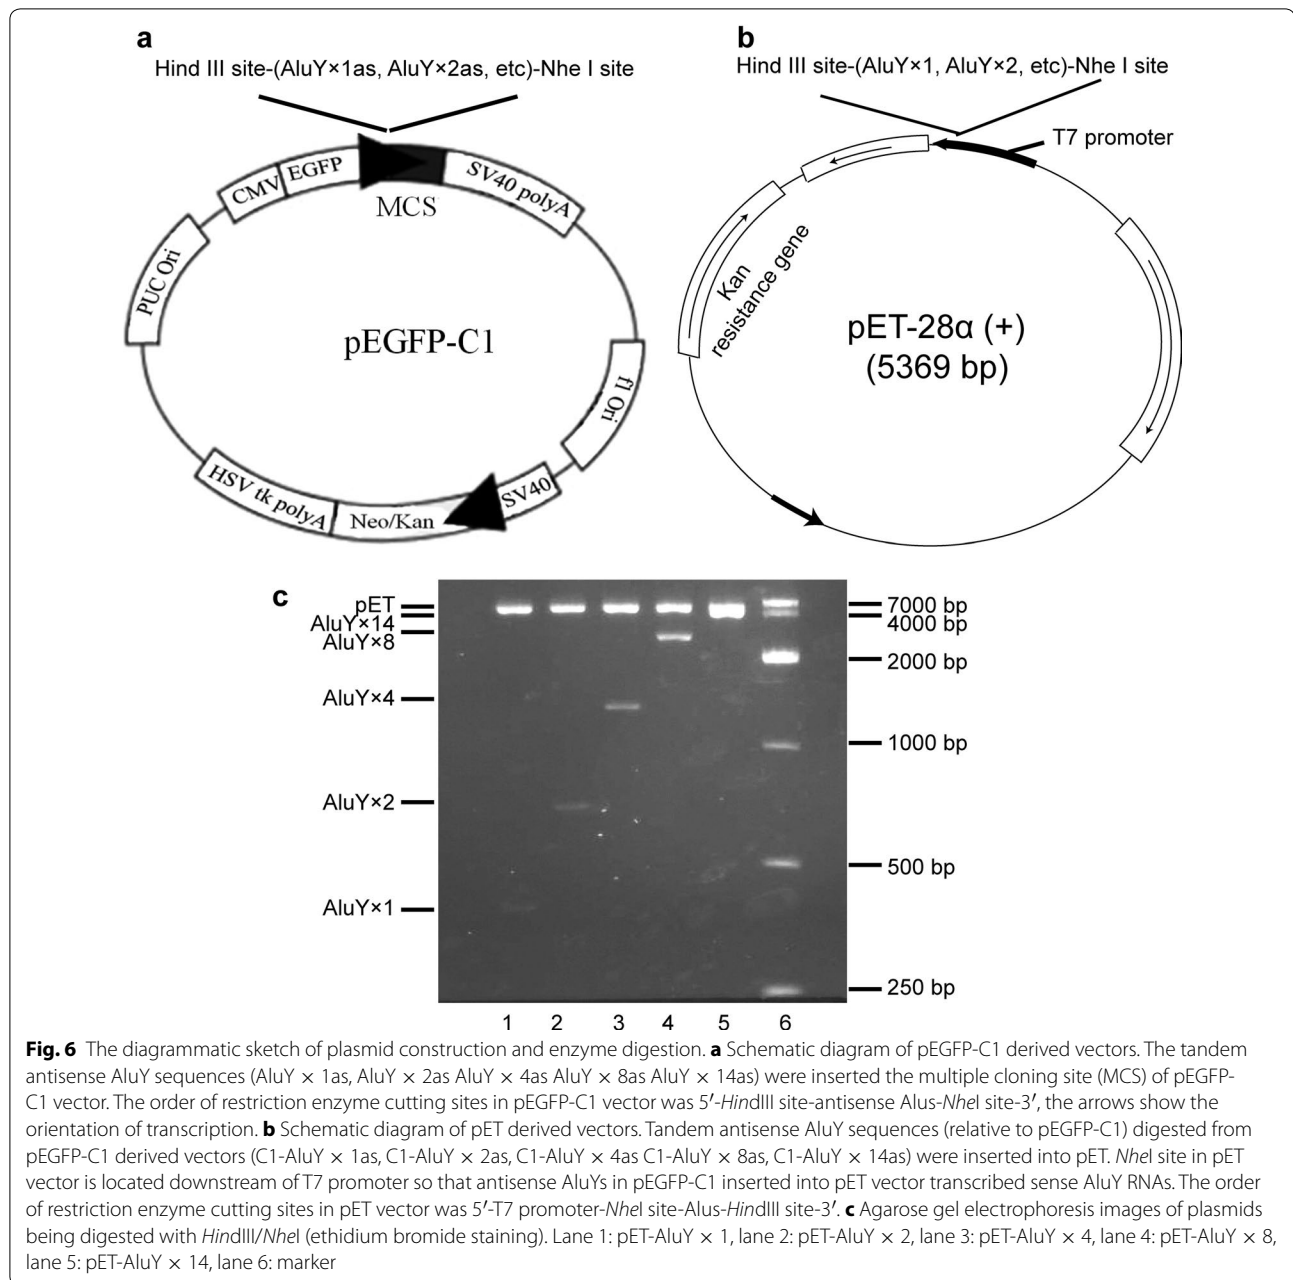 a
Hind III site-(AluY×1as, AluY×2as, etc)-Nhe I site
CMV
EGFP
MCS
SV40 polyA
PUC Ori
pEGFP-C1
f1 Ori
HSV tk polyA
Neo/Kan
SV40
b
Hind III site-(AluY×1, AluY×2, etc)-Nhe I site
T7 promoter
Kan
resistance gene
pET-28α (+)
(5369 bp)
c
pET
AluY×14
AluY×8
AluY×4
AluY×2
AluY×1
7000 bp
4000 bp
2000 bp
1000 bp
500 bp
250 bp
1 2 3 4 5 6
Fig. 6 The diagrammatic sketch of plasmid construction and enzyme digestion. a Schematic diagram of pEGFP-C1 derived vectors. The tandem
antisense AluY sequences (AluY × 1as, AluY × 2as AluY × 4as AluY × 8as AluY × 14as) were inserted the multiple cloning site (MCS) of pEGFP-
C1 vector. The order of restriction enzyme cutting sites in pEGFP-C1 vector was 5′-HindIII site-antisense Alus-NheI site-3′, the arrows show the
orientation of transcription. b Schematic diagram of pET derived vectors. Tandem antisense AluY sequences (relative to pEGFP-C1) digested from
pEGFP-C1 derived vectors (C1-AluY × 1as, C1-AluY × 2as, C1-AluY × 4as C1-AluY × 8as, C1-AluY × 14as) were inserted into pET. NheI site in pET
vector is located downstream of T7 promoter so that antisense AluYs in pEGFP-C1 inserted into pET vector transcribed sense AluY RNAs. The order
of restriction enzyme cutting sites in pET vector was 5′-T7 promoter-NheI site-Alus-HindIII site-3′. c Agarose gel electrophoresis images of plasmids
being digested with HindIII/NheI (ethidium bromide staining). Lane 1: pET-AluY × 1, lane 2: pET-AluY × 2, lane 3: pET-AluY × 4, lane 4: pET-AluY × 8,
lane 5: pET-AluY × 14, lane 6: marker